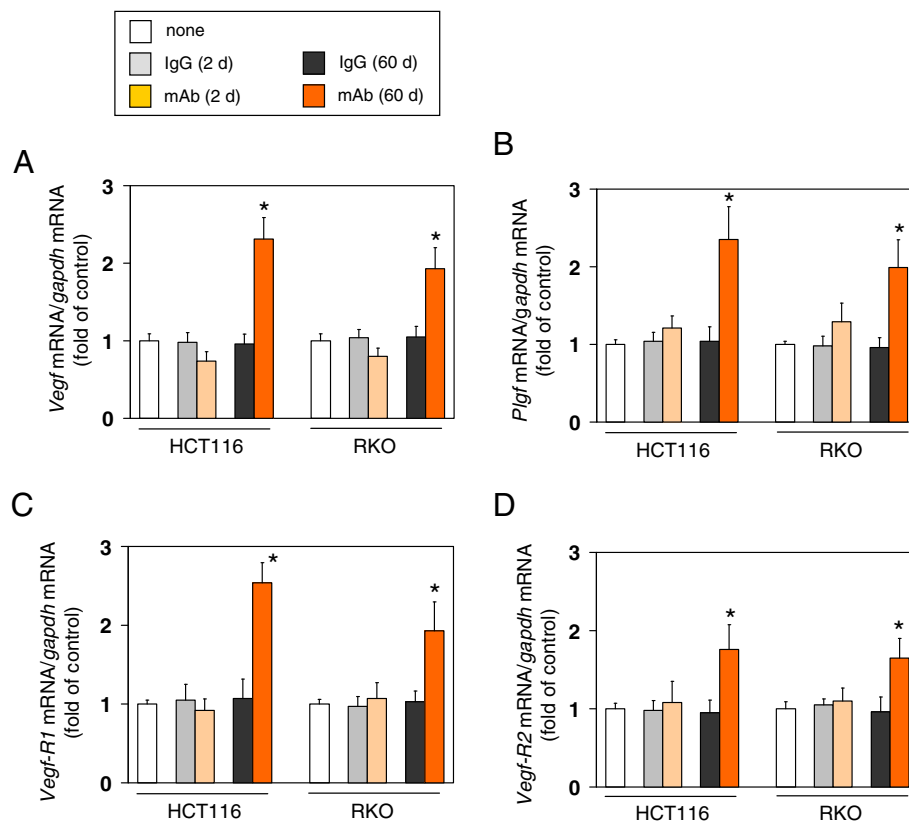 none
IgG (2 d) IgG (60 d)
mAb (2 d) mAb (60 d)
A
Vegf mRNA/gapdh mRNA
(fold of control)
3
2
1
0
*
*
HCT116 RKO
B
Plgf mRNA/gapdh mRNA
(fold of control)
3
2
1
0
*
*
HCT116 RKO
C
Vegf-R1 mRNA/gapdh mRNA
(fold of control)
3
2
1
0
*
*
HCT116 RKO
D
Vegf-R2 mRNA/gapdh mRNA
(fold of control)
3
2
1
0
*
*
HCT116 RKO